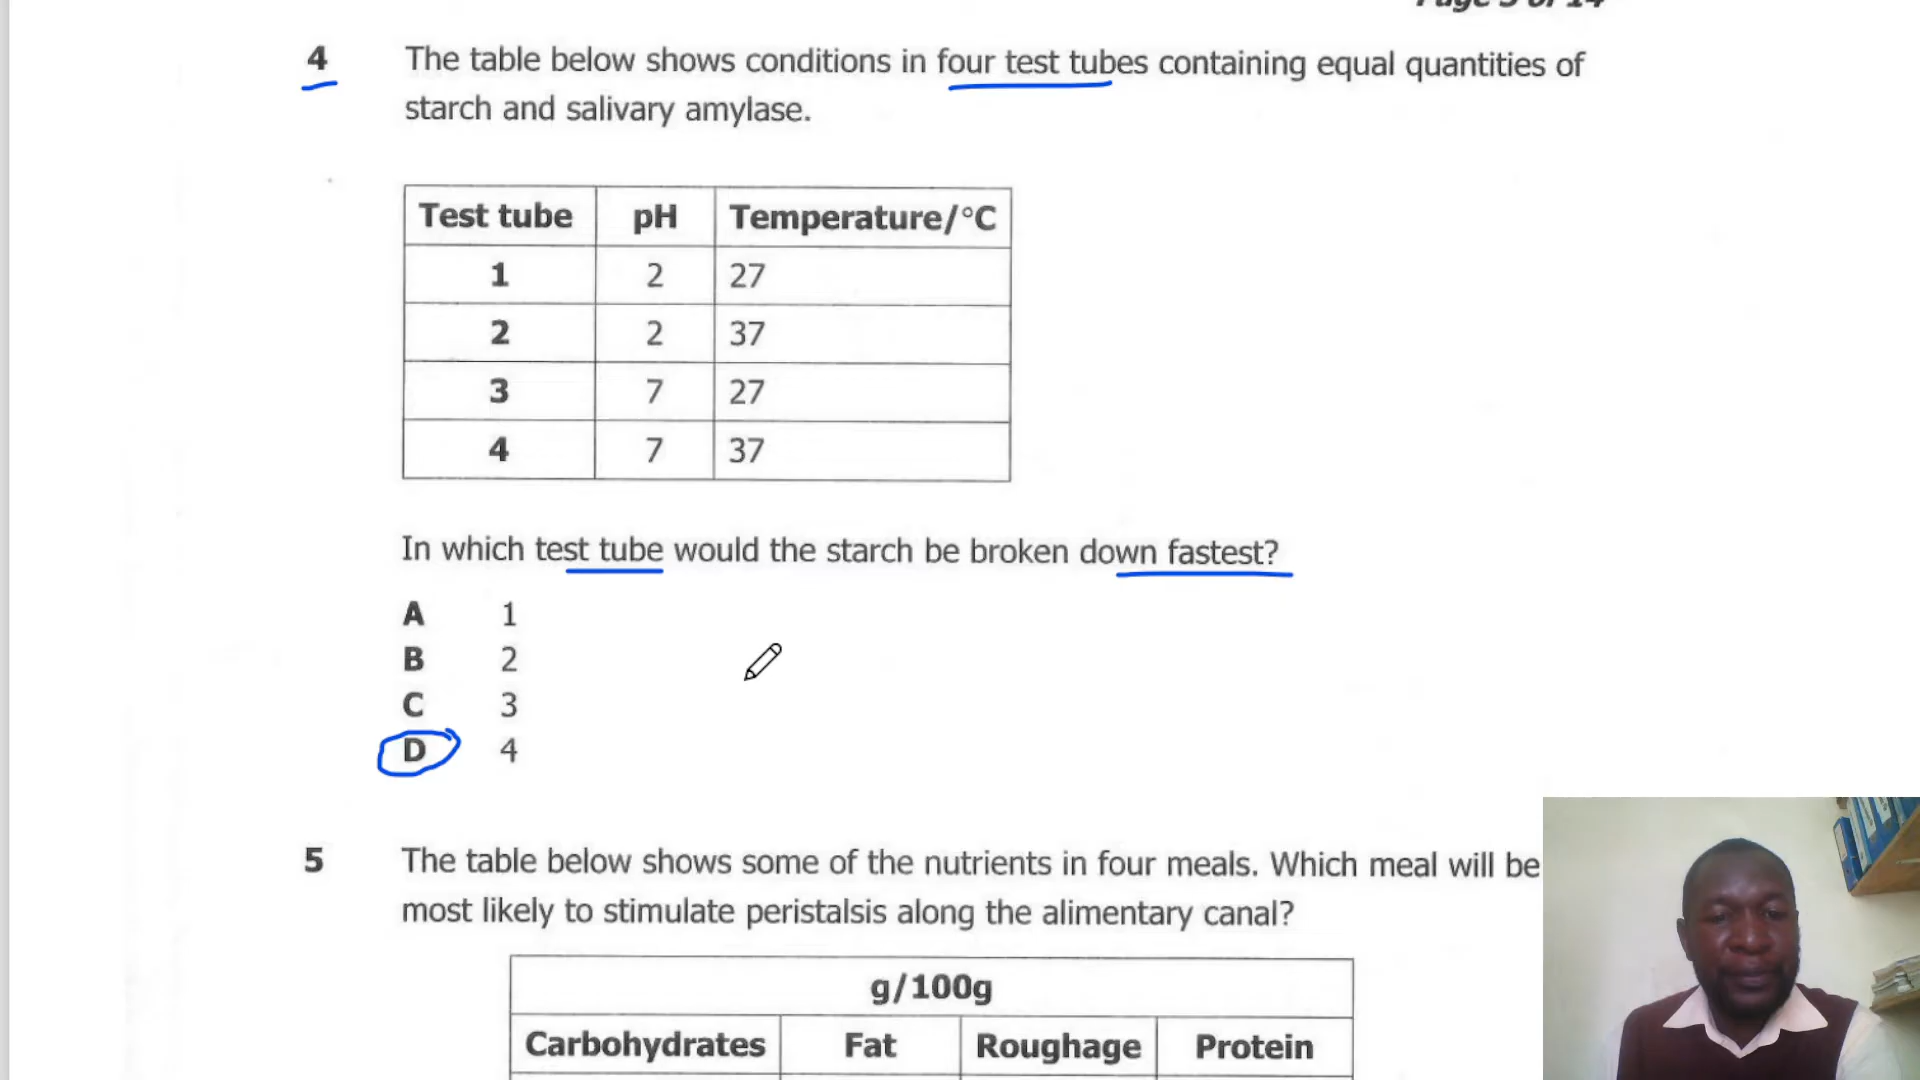 Page 3 of 14
4 The table below shows conditions in four test tubes containing equal quantities of
starch and salivary amylase.
Test tube pH Temperature/°C
1 2 27
2 2 37
3 7 27
4 7 37
In which test tube would the starch be broken down fastest?
A 1
B 2
C 3
D 4
5 The table below shows some of the nutrients in four meals. Which meal will be
most likely to stimulate peristalsis along the alimentary canal?
g/100g
Carbohydrates Fat Roughage Protein